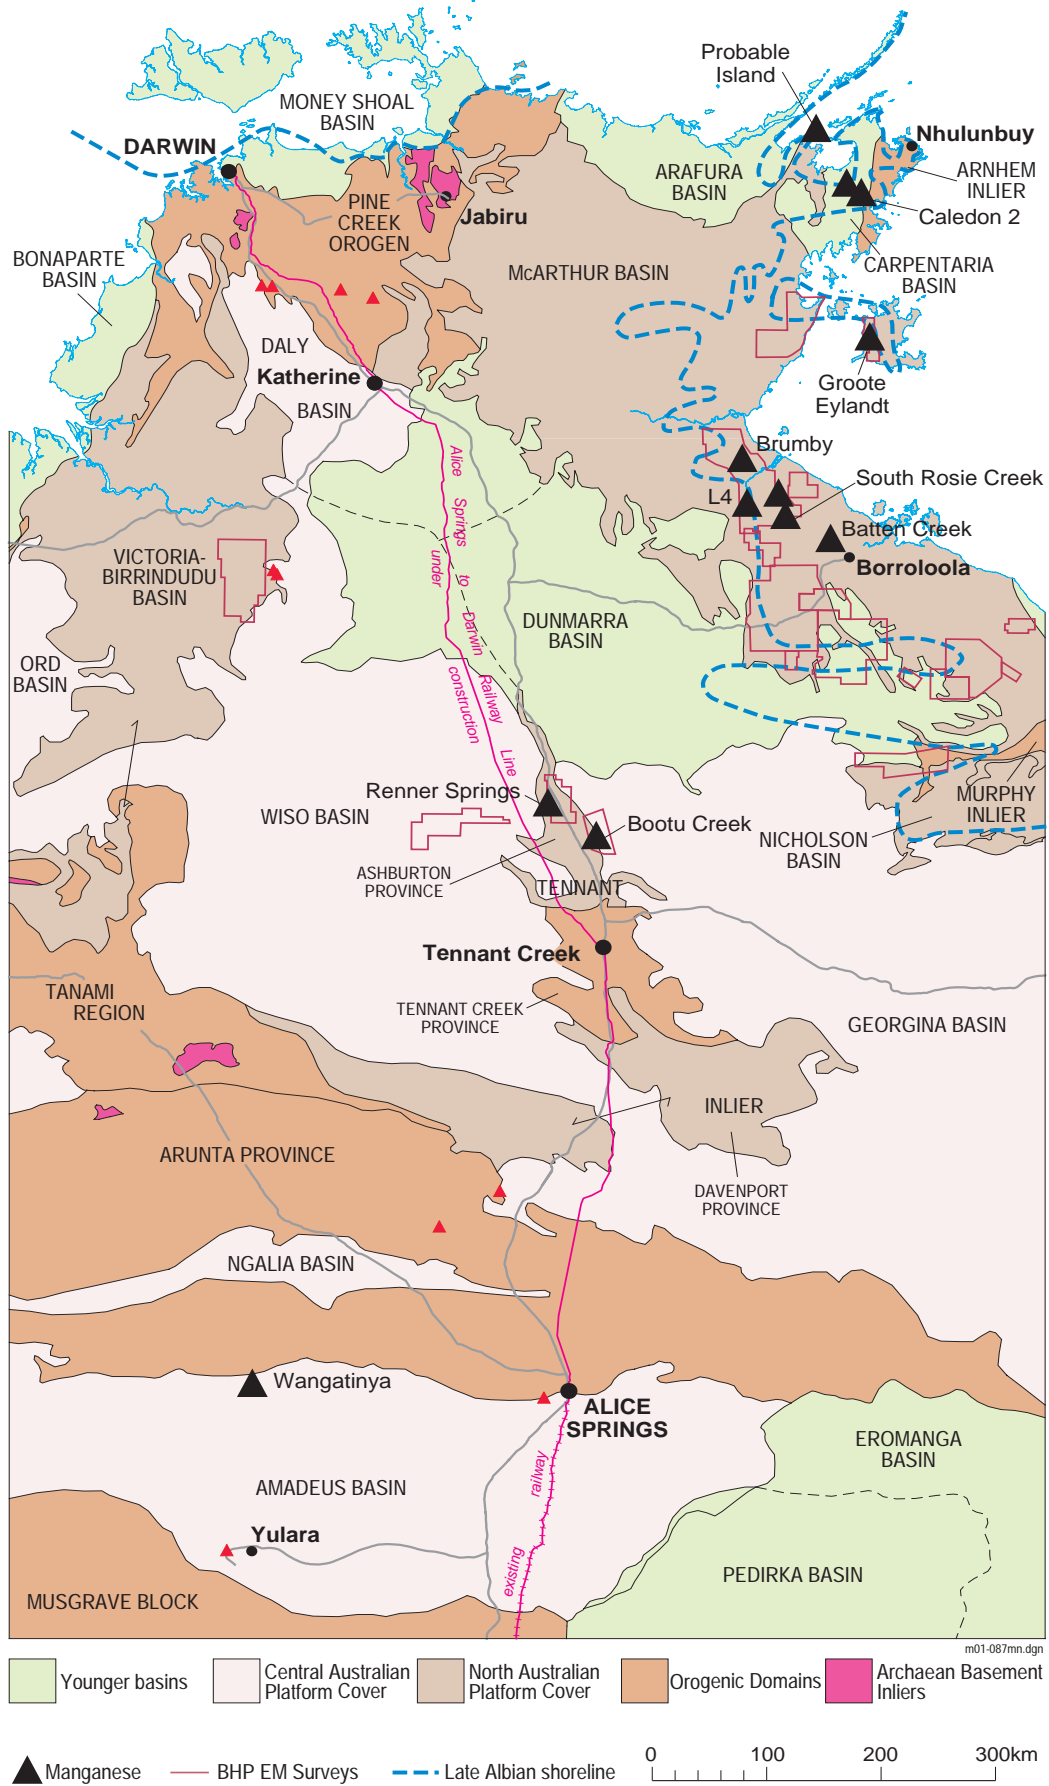 Probable
Island
MONEY SHOAL
BASIN
DARWIN
Nhulunbuy
ARAFURA
BASIN
ARNHEM
INLIER
PINE
CREEK
OROGEN
Jabiru
Caledon 2
BONAPARTE
BASIN
McARTHUR BASIN
CARPENTARIA
BASIN
DALY
Katherine
BASIN
Groote
Eylandt
Brumby
South Rosie Creek
L4
Batten Creek
Borroloola
Alice Springs to Darwin Railway Line
under construction
VICTORIA-
BIRRINDUDU
BASIN
DUNMARRA
BASIN
ORD
BASIN
Renner Springs
WISO BASIN
Bootu Creek
MURPHY
INLIER
NICHOLSON
BASIN
ASHBURTON
PROVINCE
TENNANT
Tennant Creek
TANAMI
REGION
TENNANT CREEK
PROVINCE
GEORGINA BASIN
INLIER
ARUNTA PROVINCE
DAVENPORT
PROVINCE
NGALIA BASIN
Wangatinya
ALICE
SPRINGS
EROMANGA
BASIN
AMADEUS BASIN
existing railway
Yulara
PEDIRKA BASIN
MUSGRAVE BLOCK
m01-087mn.dgn
Younger basins
Central Australian
Platform Cover
North Australian
Platform Cover
Orogenic Domains
Archaean Basement
Inliers
Manganese
BHP EM Surveys
Late Albian shoreline
0 100 200 300km